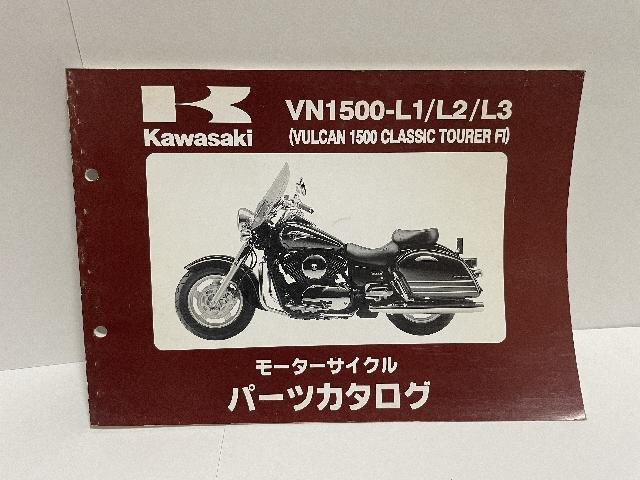 VN1500-L1/L2/L3
Kawasaki
(VULCAN 1500 CLASSIC TOURER FI)
モーターサイクル
パーツカタログ